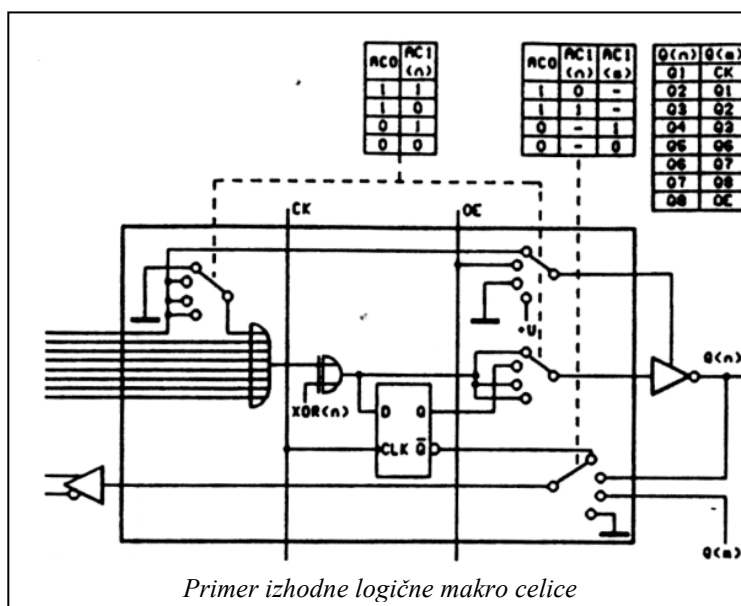 AC0 AC1 (n)
1 1
1 0
0 1
0 0
AC0 AC1 (n) AC1 (m)
1 0 -
1 1 -
0 - 1
0 - 0
Q(n) Q(m)
Q1 CK
Q2 Q1
Q3 Q2
Q4 Q3
Q5 Q6
Q6 Q7
Q7 Q8
Q8 OE
CK
OE
+U
Q(n)
XOR(n)
D Q
CLK Q̅
Q(m)
Primer izhodne logične makro celice